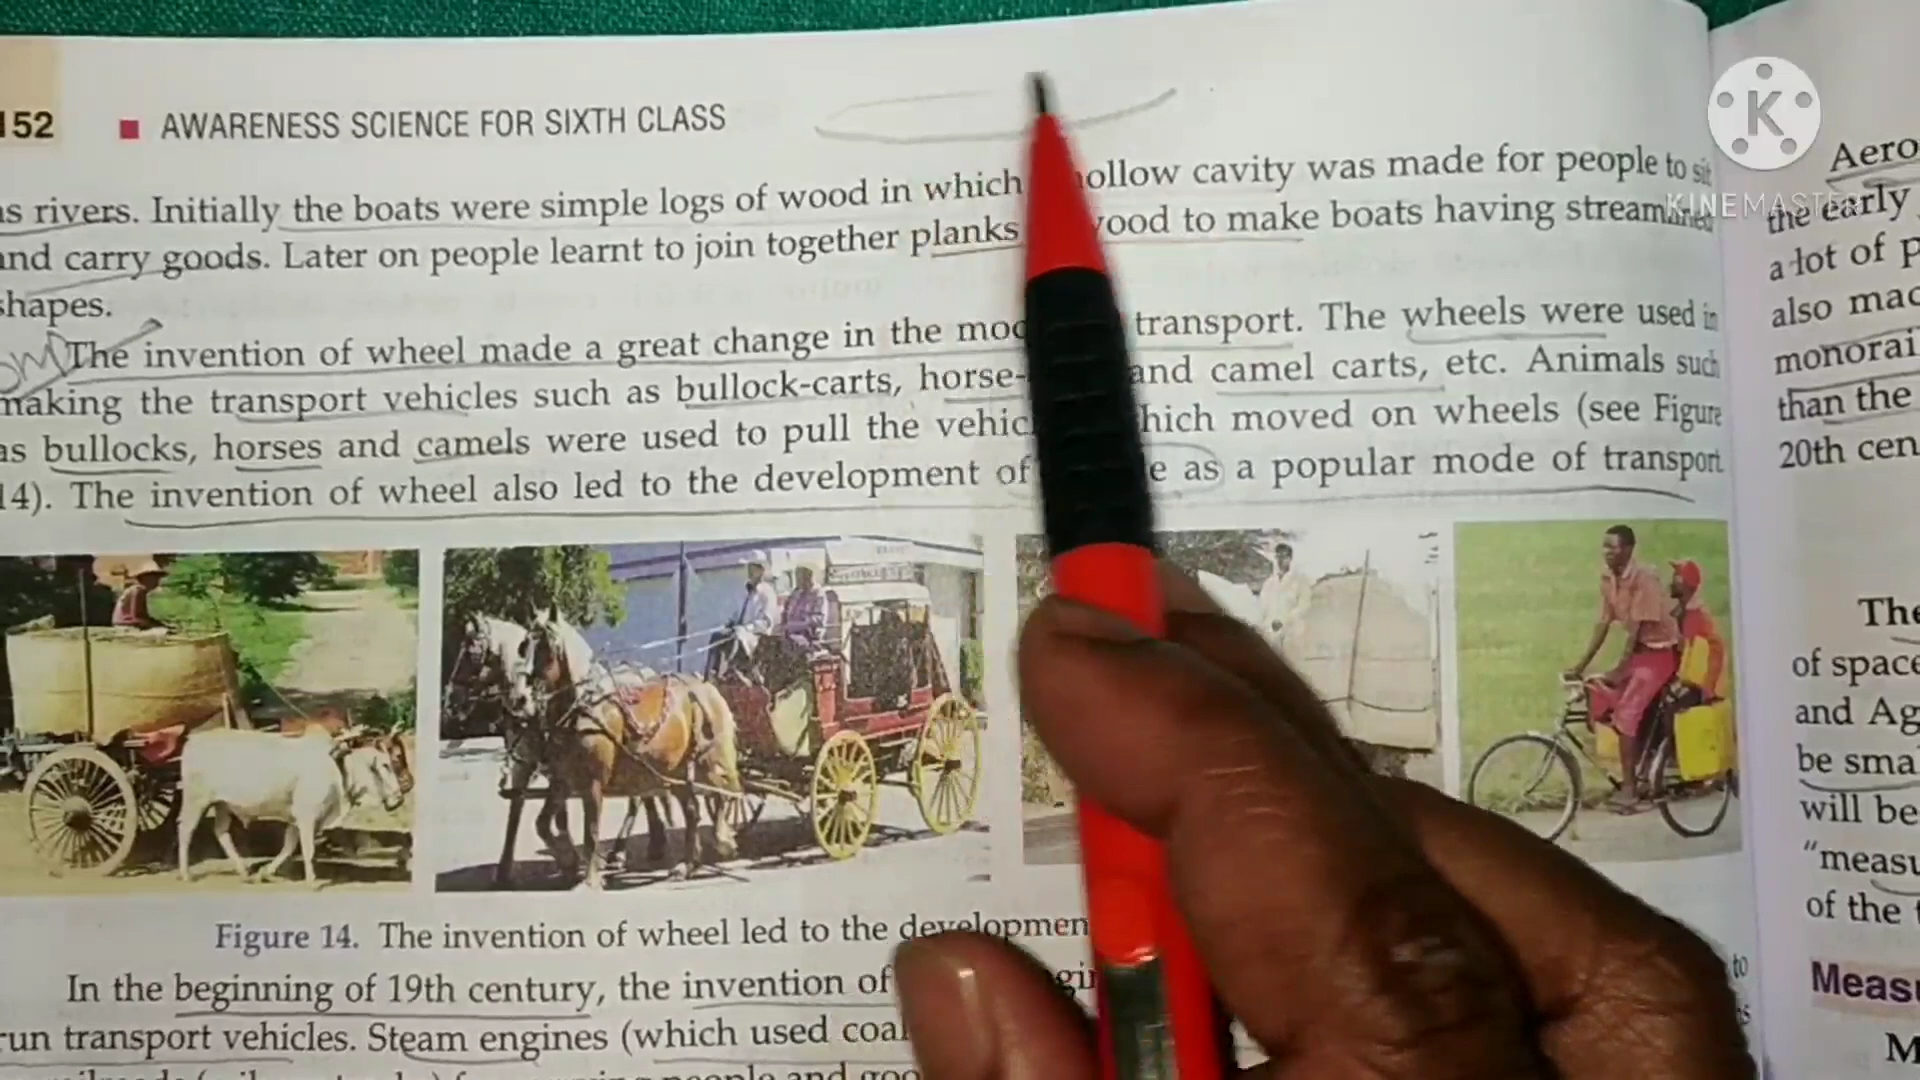 152 ■ AWARENESS SCIENCE FOR SIXTH CLASS
as rivers. Initially the boats were simple logs of wood in which hollow cavity was made for people to sit
and carry goods. Later on people learnt to join together planks wood to make boats having streamlined
shapes.
The invention of wheel made a great change in the transport. The wheels were used in
making the transport vehicles such as bullock-carts, horse- and camel carts, etc. Animals such
as bullocks, horses and camels were used to pull the which moved on wheels (see Figure
14). The invention of wheel also led to the development of as a popular mode of transport
Figure 14. The invention of wheel led to the
In the beginning of 19th century, the invention of
to
run transport vehicles. Steam engines (which used coal
and
K
KINEMASTER
Aero
the early
a lot of p
also mad
monorai
than the
20th cen
The
of space
and Ag
be sma
will be
"measu
of the
Meas
M